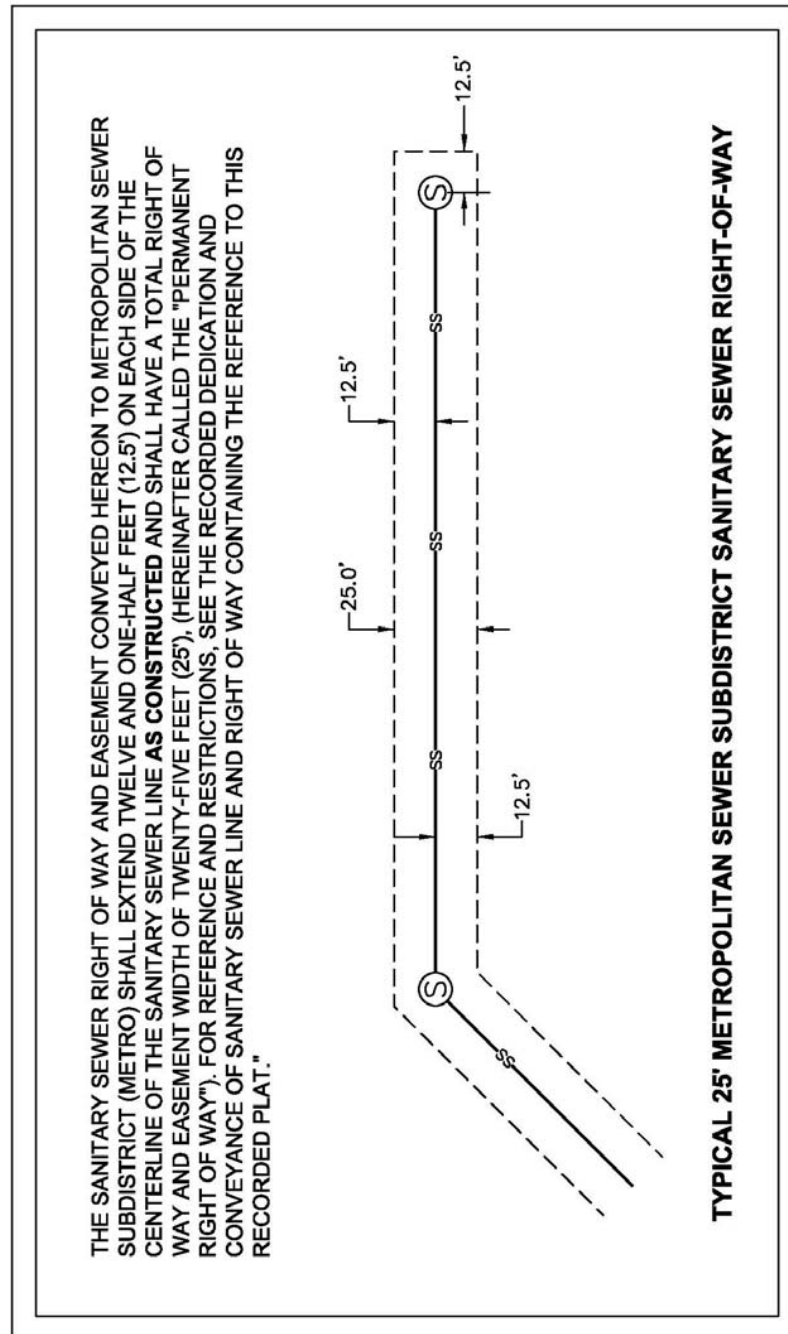 THE SANITARY SEWER RIGHT OF WAY AND EASEMENT CONVEYED HEREON TO METROPOLITAN SEWER
SUBDISTRICT (METRO) SHALL EXTEND TWELVE AND ONE-HALF FEET (12.5') ON EACH SIDE OF THE
CENTERLINE OF THE SANITARY SEWER LINE AS CONSTRUCTED AND SHALL HAVE A TOTAL RIGHT OF
WAY AND EASEMENT WIDTH OF TWENTY-FIVE FEET (25'), (HEREINAFTER CALLED THE "PERMANENT
RIGHT OF WAY"). FOR REFERENCE AND RESTRICTIONS, SEE THE RECORDED DEDICATION AND
CONVEYANCE OF SANITARY SEWER LINE AND RIGHT OF WAY CONTAINING THE REFERENCE TO THIS
RECORDED PLAT."
12.5'
25.0'
12.5'
12.5'
S
SS
SS
SS
S
SS
TYPICAL 25' METROPOLITAN SEWER SUBDISTRICT SANITARY SEWER RIGHT-OF-WAY